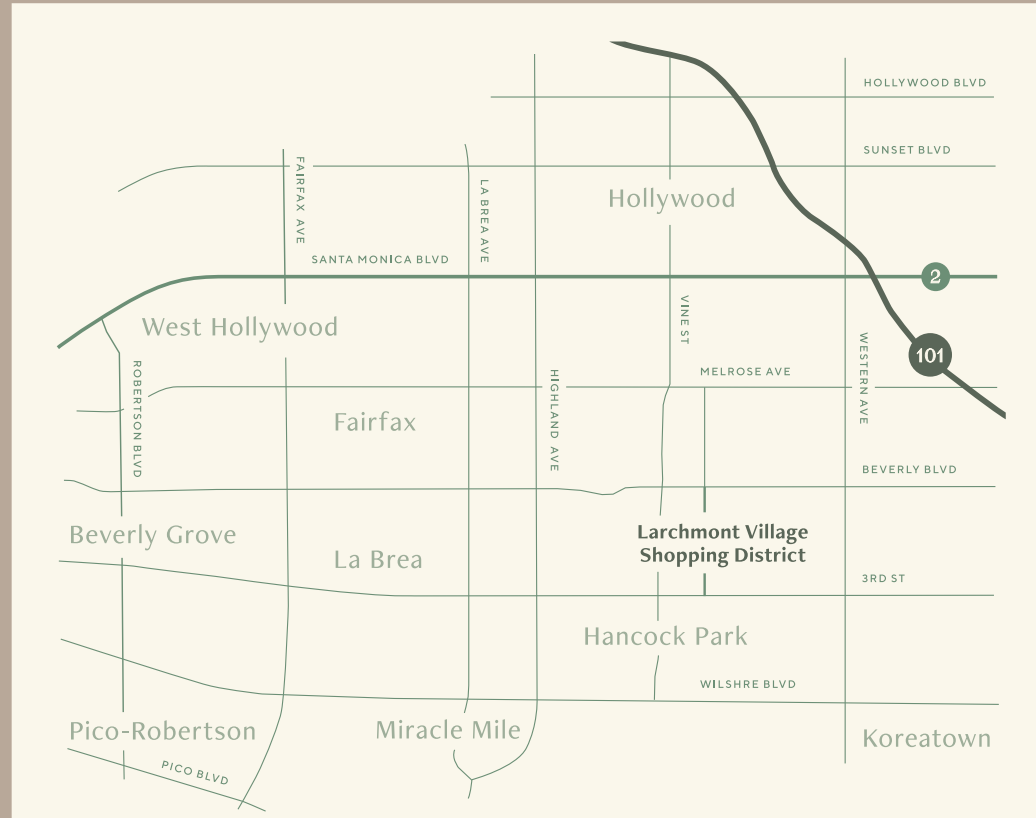 HOLLYWOOD BLVD
SUNSET BLVD
FAIRFAX AVE
LA BREA AVE
Hollywood
SANTA MONICA BLVD
2
West Hollywood
VINE ST
101
ROBERTSON BLVD
HIGHLAND AVE
MELROSE AVE
WESTERN AVE
Fairfax
BEVERLY BLVD
Beverly Grove
La Brea
Larchmont Village
Shopping District
3RD ST
Hancock Park
WILSHRE BLVD
Pico-Robertson
Miracle Mile
Koreatown
PICO BLVD